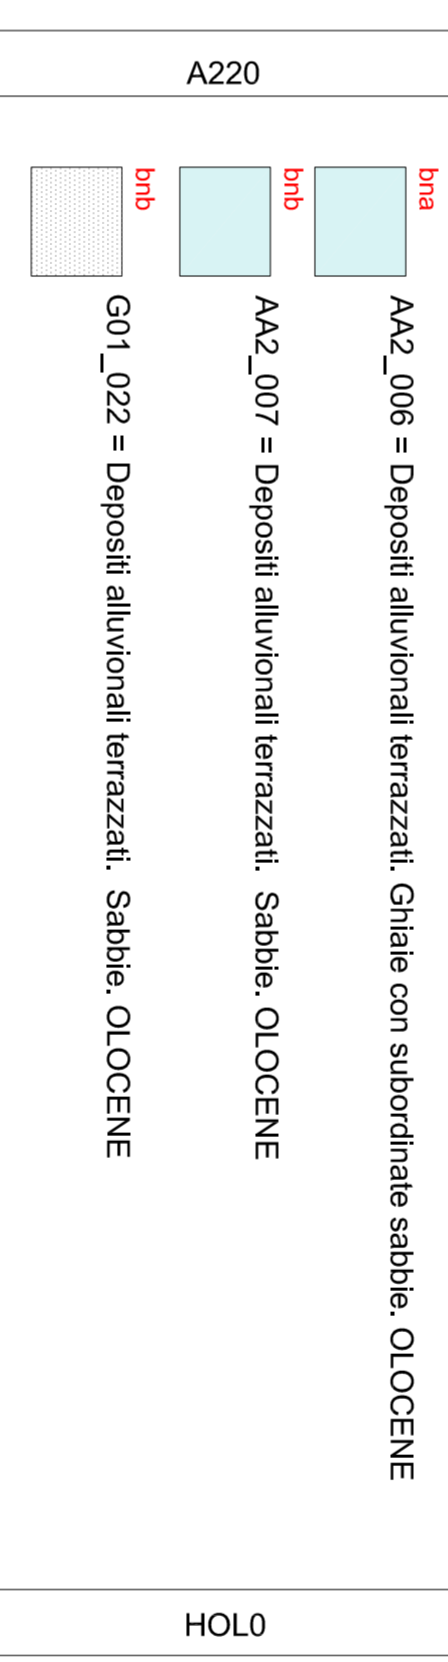 A220
bna
AA2_006 = Depositi alluvionali terrazzati. Ghiaie con subordinate sabbie. OLOCENE
bnb
AA2_007 = Depositi alluvionali terrazzati. Sabbie. OLOCENE
bnb
G01_022 = Depositi alluvionali terrazzati. Sabbie. OLOCENE
HOL0